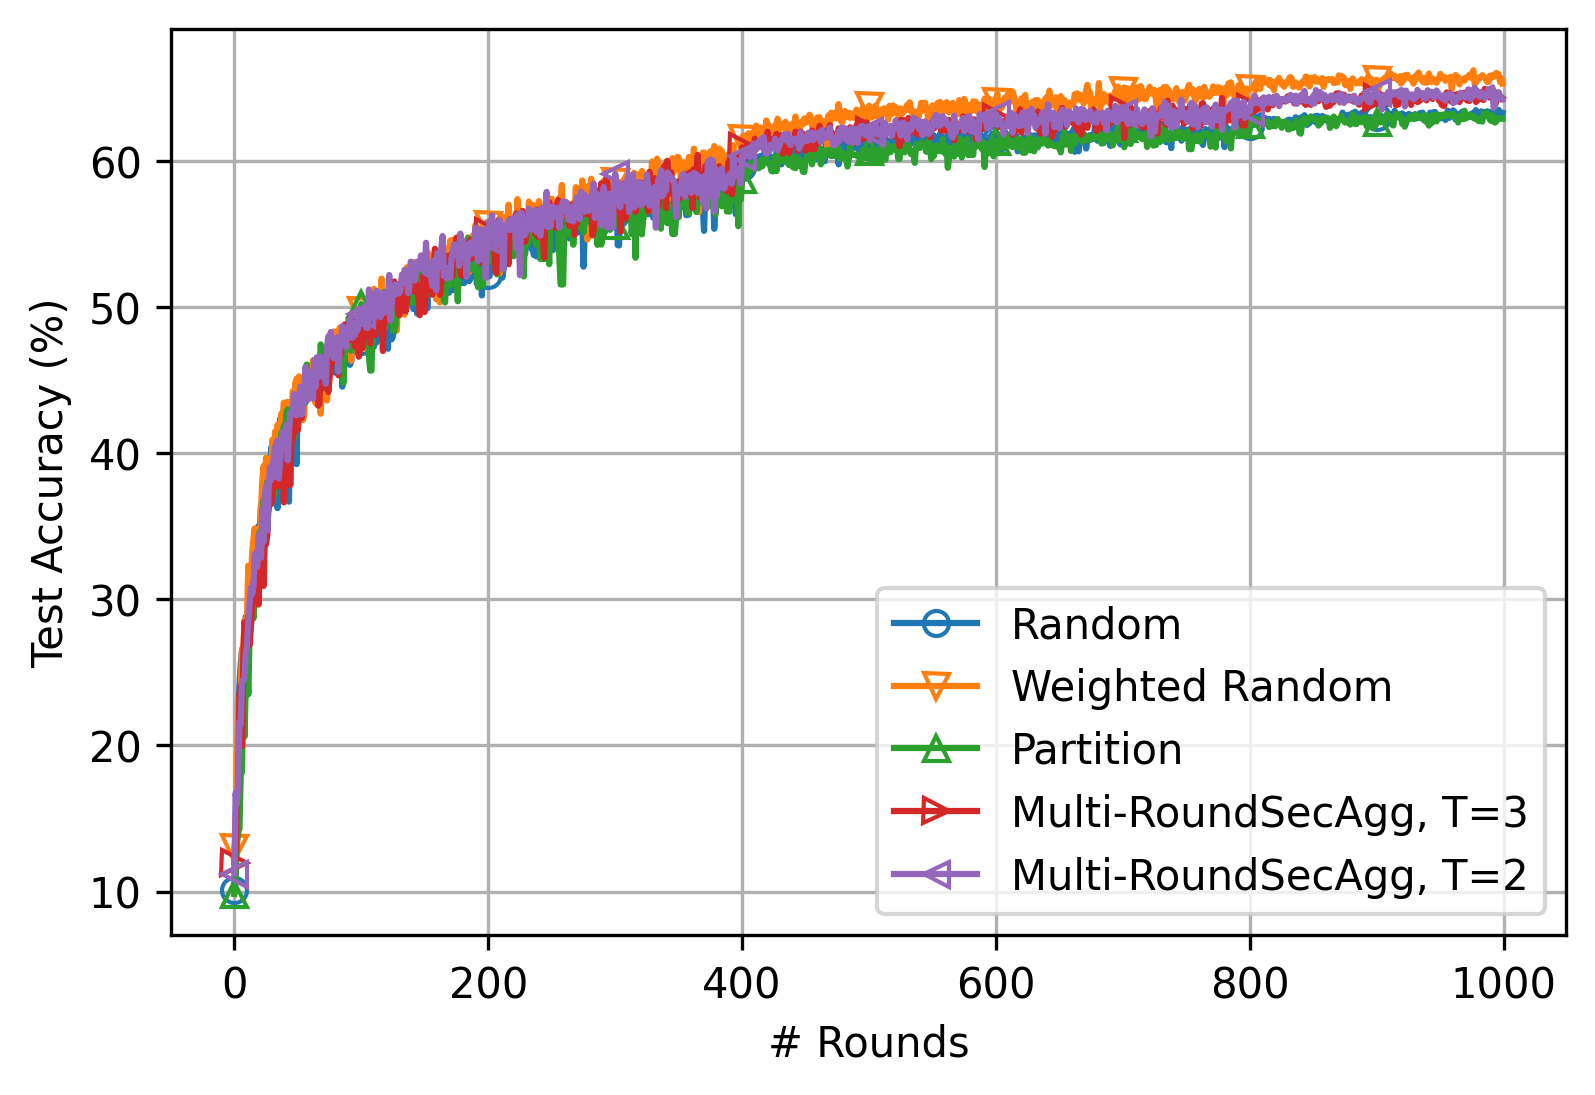 60
50
40
30
20
10
Test Accuracy (%)
0 200 400 600 800 1000
# Rounds
Random
Weighted Random
Partition
Multi-RoundSecAgg, T=3
Multi-RoundSecAgg, T=2